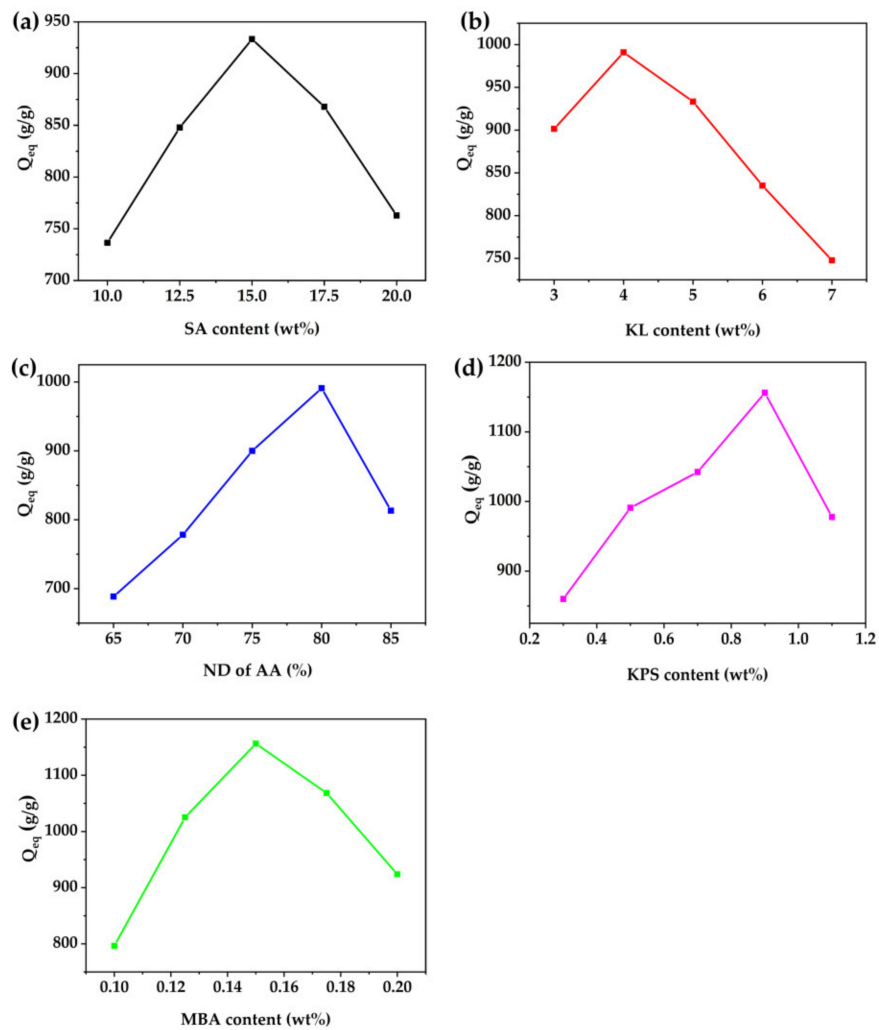 (a)
950
900
850
800
750
700
Qeq (g/g)
10.0 12.5 15.0 17.5 20.0
SA content (wt%)
(b)
1000
950
900
850
800
750
Qeq (g/g)
3 4 5 6 7
KL content (wt%)
(c)
1000
900
800
700
Qeq (g/g)
65 70 75 80 85
ND of AA (%)
(d)
1200
1100
1000
900
Qeq (g/g)
0.2 0.4 0.6 0.8 1.0 1.2
KPS content (wt%)
(e)
1200
1100
1000
900
800
Qeq (g/g)
0.10 0.12 0.14 0.16 0.18 0.20
MBA content (wt%)